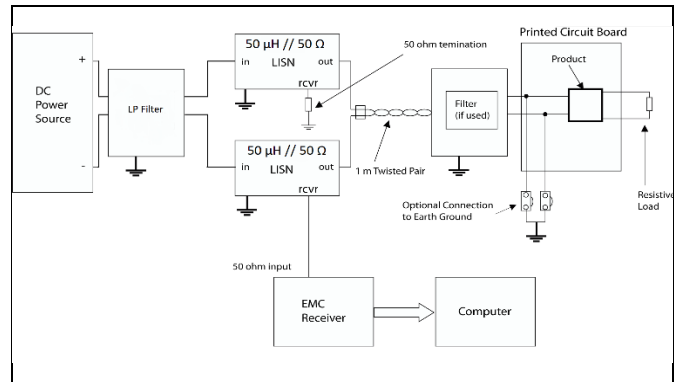 Printed Circuit Board
50 µH // 50 Ω
50 ohm temination
in
LISN
out
rcvr
Product
+
DC
Power
Source
-
LP Filter
Filter
(if used)
50 µH // 50 Ω
in
LISN
out
rcvr
1 m Twisted Pair
Optional Connection
to Earth Ground
Resistive
Load
50 ohm input
EMC
Receiver
Computer